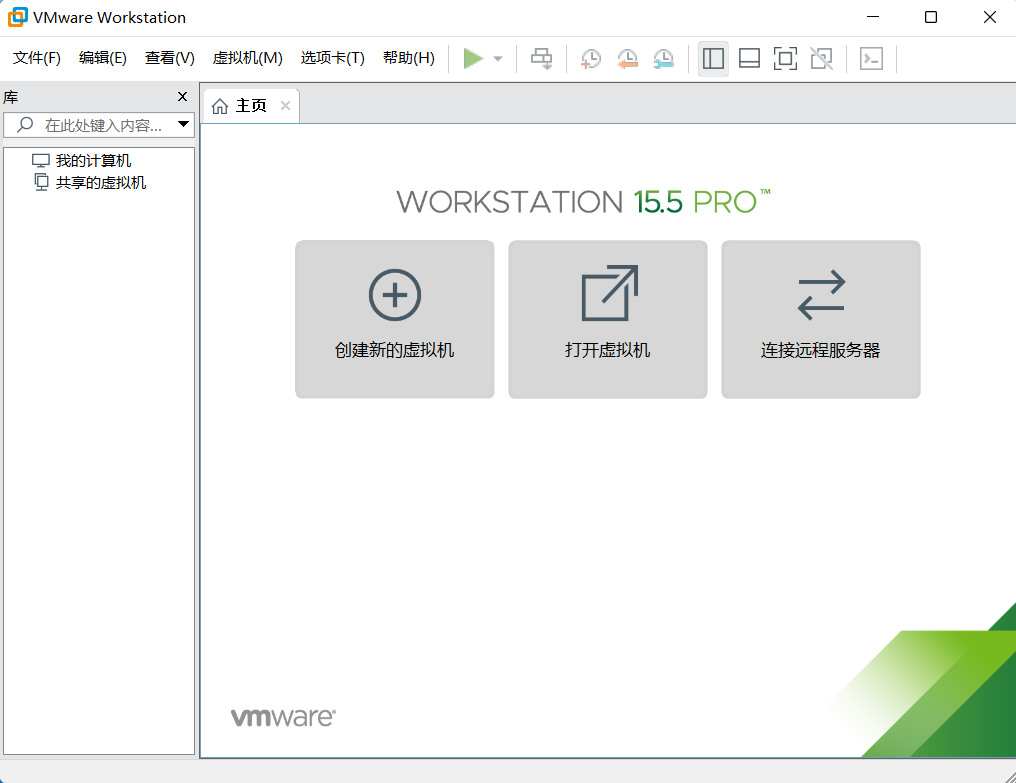 VMware Workstation
文件(F) 编辑(E) 查看(V) 虚拟机(M) 选项卡(T) 帮助(H)
库
在此处键入内容...
我的计算机
共享的虚拟机
主页
WORKSTATION 15.5 PRO™
创建新的虚拟机
打开虚拟机
连接远程服务器
vmware®